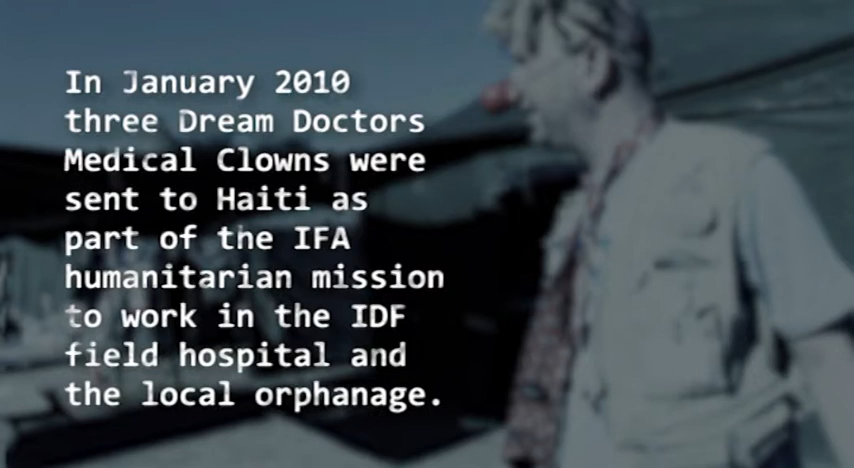 In January 2010
three Dream Doctors
Medical Clowns were
sent to Haiti as
part of the IFA
humanitarian mission
to work in the IDF
field hospital and
the local orphanage.